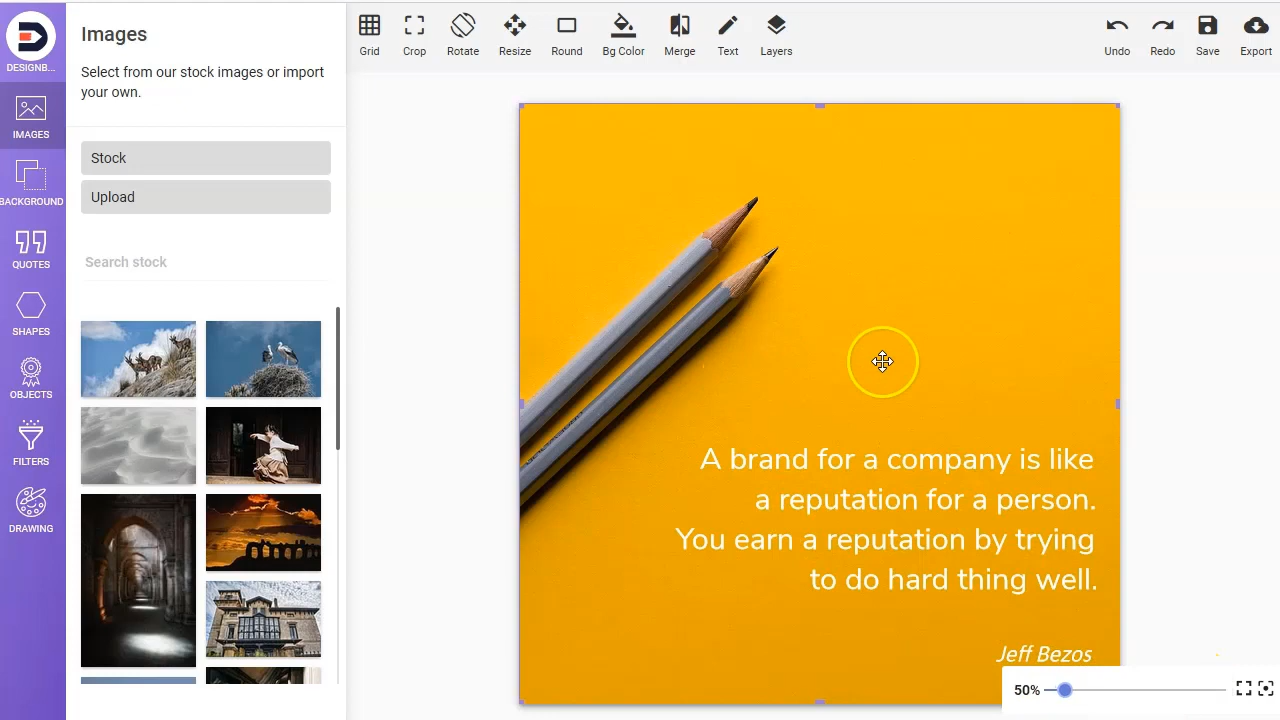 DESIGNB...
IMAGES
BACKGROUND
QUOTES
SHAPES
OBJECTS
FILTERS
DRAWING
Images
Select from our stock images or import
your own.
Stock
Upload
Search stock
Grid
Crop
Rotate
Resize
Round
Bg Color
Merge
Text
Layers
Undo
Redo
Save
Export
A brand for a company is like
a reputation for a person.
You earn a reputation by trying
to do hard thing well.
Jeff Bezos
50%